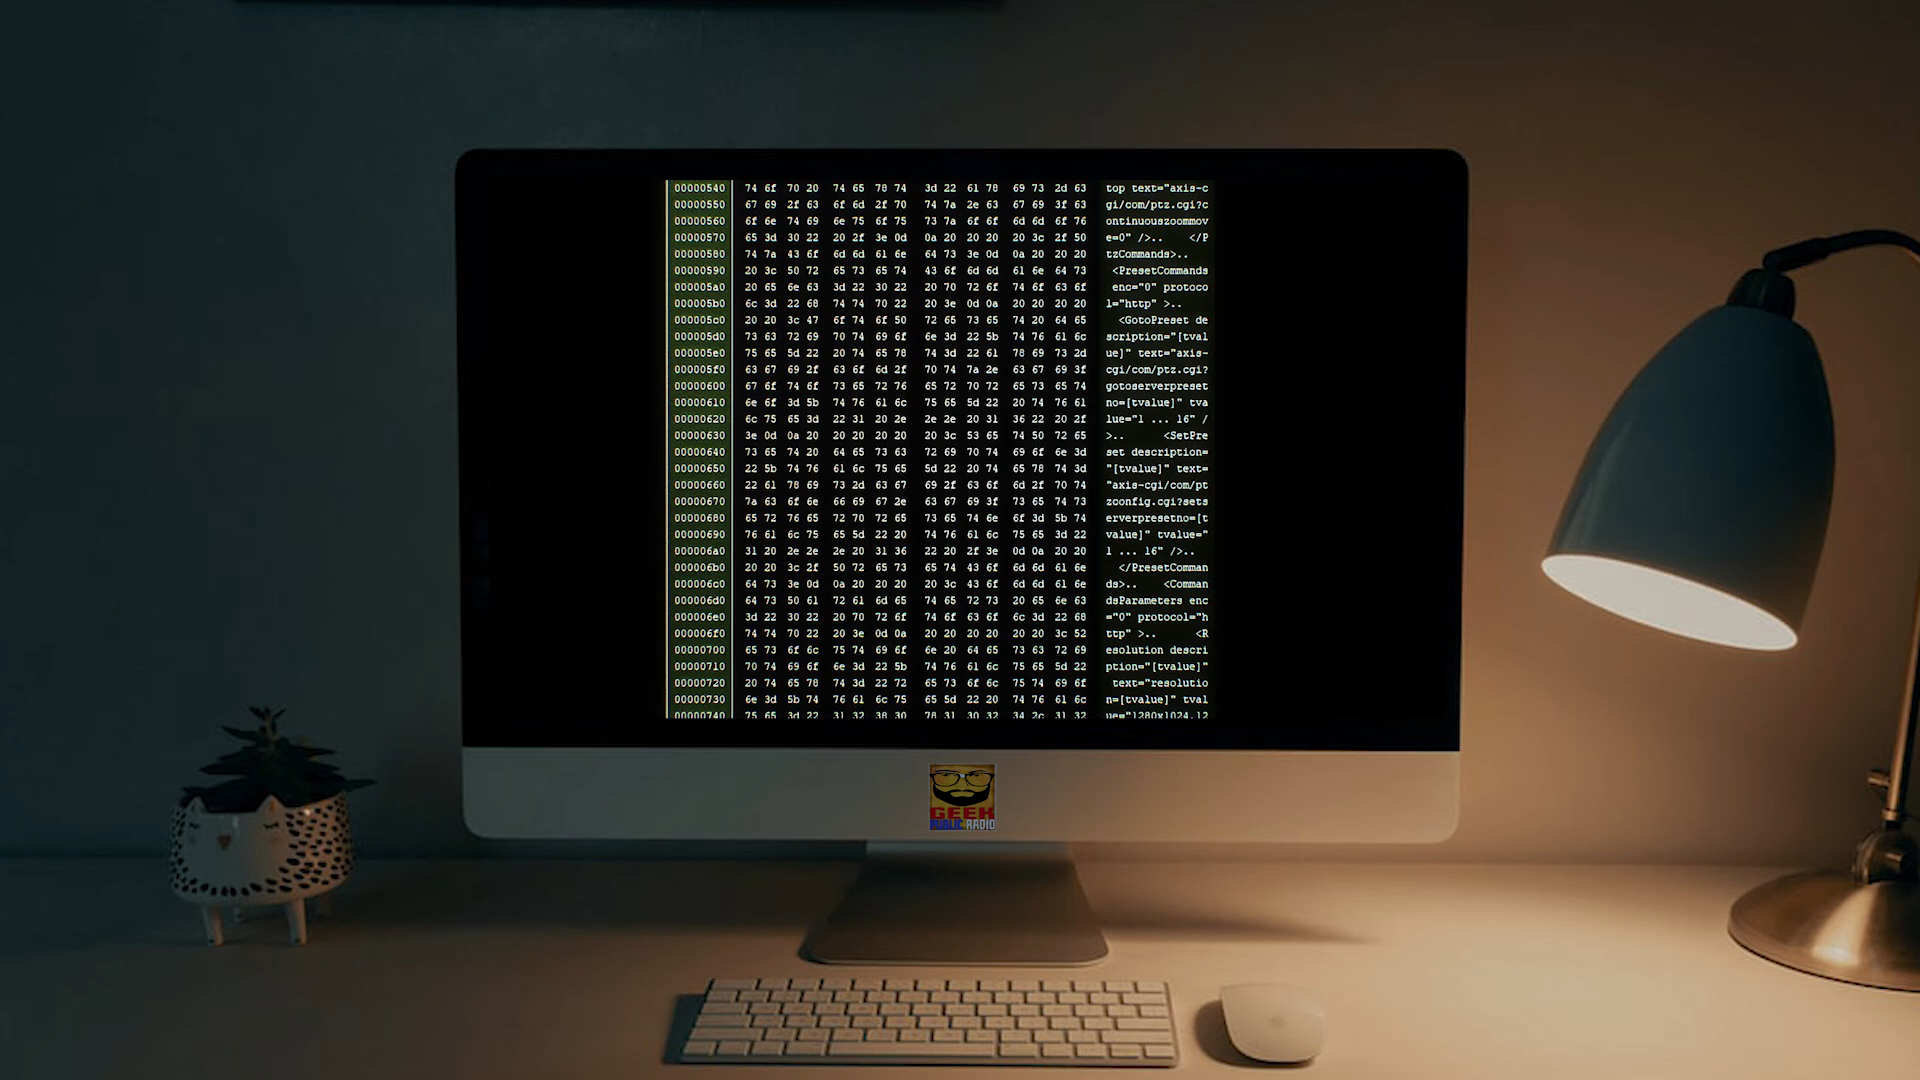 00000540 74 6f 70 20 74 65 78 74 3d 22 61 78 69 73 2d 63 top text="axis-c
00000550 67 69 2f 63 6f 6d 2f 70 74 7a 2e 63 67 69 3f 63 gi/com/ptz.cgi?c
00000560 6f 6e 74 69 6e 75 6f 75 73 7a 6f 6f 6d 6d 6f 76 ontinuouszoommov
00000570 65 3d 30 22 20 2f 3e 0d 0a 20 20 20 20 3c 2f 50 e=0" />.. </P
00000580 74 7a 43 6f 6d 6d 61 6e 64 73 3e 0d 0a 20 20 20 tzCommands>..
00000590 20 3c 50 72 65 73 65 74 43 6f 6d 6d 61 6e 64 73 <PresetCommands
000005a0 20 65 6e 63 3d 22 30 22 20 70 72 6f 74 6f 63 6f enc="0" protoco
000005b0 6c 3d 22 68 74 74 70 22 20 3e 0d 0a 20 20 20 20 l="http" >..
000005c0 20 20 3c 47 6f 74 6f 50 72 65 73 65 74 20 64 65 <GotoPreset de
000005d0 73 63 72 69 70 74 69 6f 6e 3d 22 5b 74 76 61 6c scription="[tval
000005e0 75 65 5d 22 20 74 65 78 74 3d 22 61 78 69 73 2d ue]" text="axis-
000005f0 63 67 69 2f 63 6f 6d 2f 70 74 7a 2e 63 67 69 3f cgi/com/ptz.cgi?
00000600 67 6f 74 6f 73 65 72 76 65 72 70 72 65 73 65 74 gotoserverpreset
00000610 6e 6f 3d 5b 74 76 61 6c 75 65 5d 22 20 74 76 61 no=[tvalue]" tva
00000620 6c 75 65 3d 22 31 20 2e 2e 2e 20 31 36 22 20 2f lue="1 ... 16" /
00000630 3e 0d 0a 20 20 20 20 20 20 3c 53 65 74 50 72 65 >.. <SetPre
00000640 73 65 74 20 64 65 73 63 72 69 70 74 69 6f 6e 3d set description=
00000650 22 5b 74 76 61 6c 75 65 5d 22 20 74 65 78 74 3d "[tvalue]" text=
00000660 22 61 78 69 73 2d 63 67 69 2f 63 6f 6d 2f 70 74 "axis-cgi/com/pt
00000670 7a 63 6f 6e 66 69 67 2e 63 67 69 3f 73 65 74 73 zconfig.cgi?sets
00000680 65 72 76 65 72 70 72 65 73 65 74 6e 6f 3d 5b 74 erverpresetno=[t
00000690 76 61 6c 75 65 5d 22 20 74 76 61 6c 75 65 3d 22 value]" tvalue="
000006a0 31 20 2e 2e 2e 20 31 36 22 20 2f 3e 0d 0a 20 20 1 ... 16" />..
000006b0 20 20 3c 2f 50 72 65 73 65 74 43 6f 6d 6d 61 6e </PresetComman
000006c0 64 73 3e 0d 0a 20 20 20 20 3c 43 6f 6d 6d 61 6e ds>.. <Comman
000006d0 64 73 50 61 72 61 6d 65 74 65 72 73 20 65 6e 63 dsParameters enc
000006e0 3d 22 30 22 20 70 72 6f 74 6f 63 6f 6c 3d 22 68 ="0" protocol="h
000006f0 74 74 70 22 20 3e 0d 0a 20 20 20 20 20 20 3c 52 ttp" >.. <R
00000700 65 73 6f 6c 75 74 69 6f 6e 20 64 65 73 63 72 69 esolution descri
00000710 70 74 69 6f 6e 3d 22 5b 74 76 61 6c 75 65 5d 22 ption="[tvalue]"
00000720 20 74 65 78 74 3d 22 72 65 73 6f 6c 75 74 69 6f text="resolutio
00000730 6e 3d 5b 74 76 61 6c 75 65 5d 22 20 74 76 61 6c n=[tvalue]" tval
00000740 75 65 3d 22 31 32 38 30 78 31 30 32 34 2c 31 32 ue="1280x1024,12
GEEK
PUBLIC RADIO